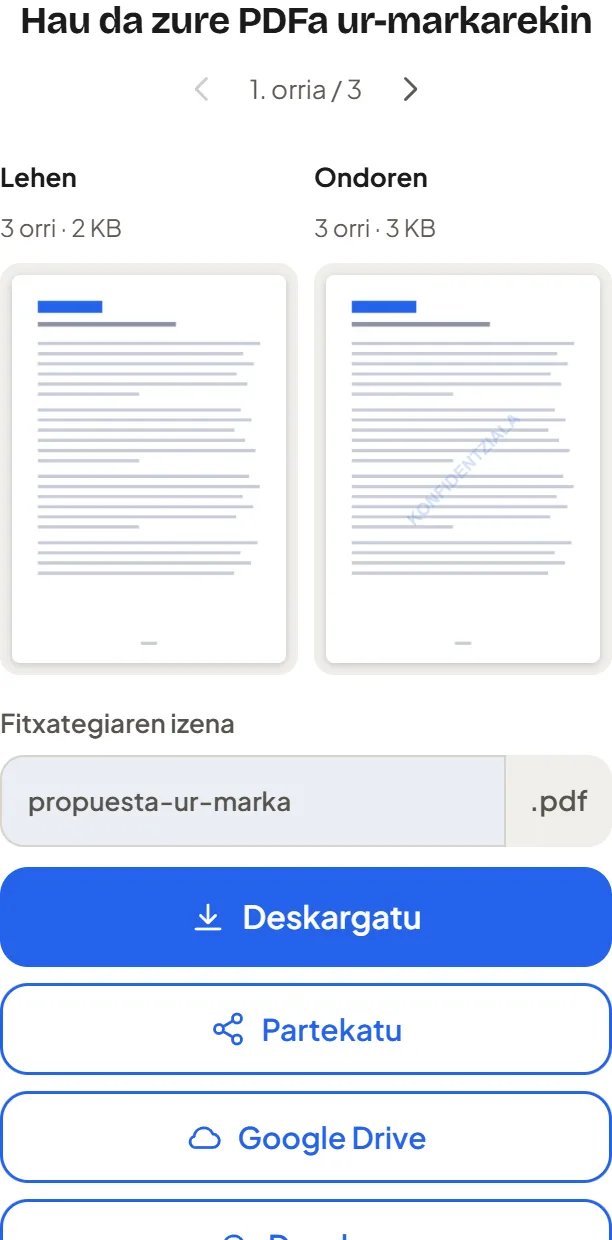 Hau da zure PDFa ur-markarekin
1. orria / 3
Lehen
3 orri · 2 KB
Ondoren
3 orri · 3 KB
KONFIDENTZIALA
Fitxategiaren izena
propuesta-ur-marka
.pdf
Deskargatu
Partekatu
Google Drive